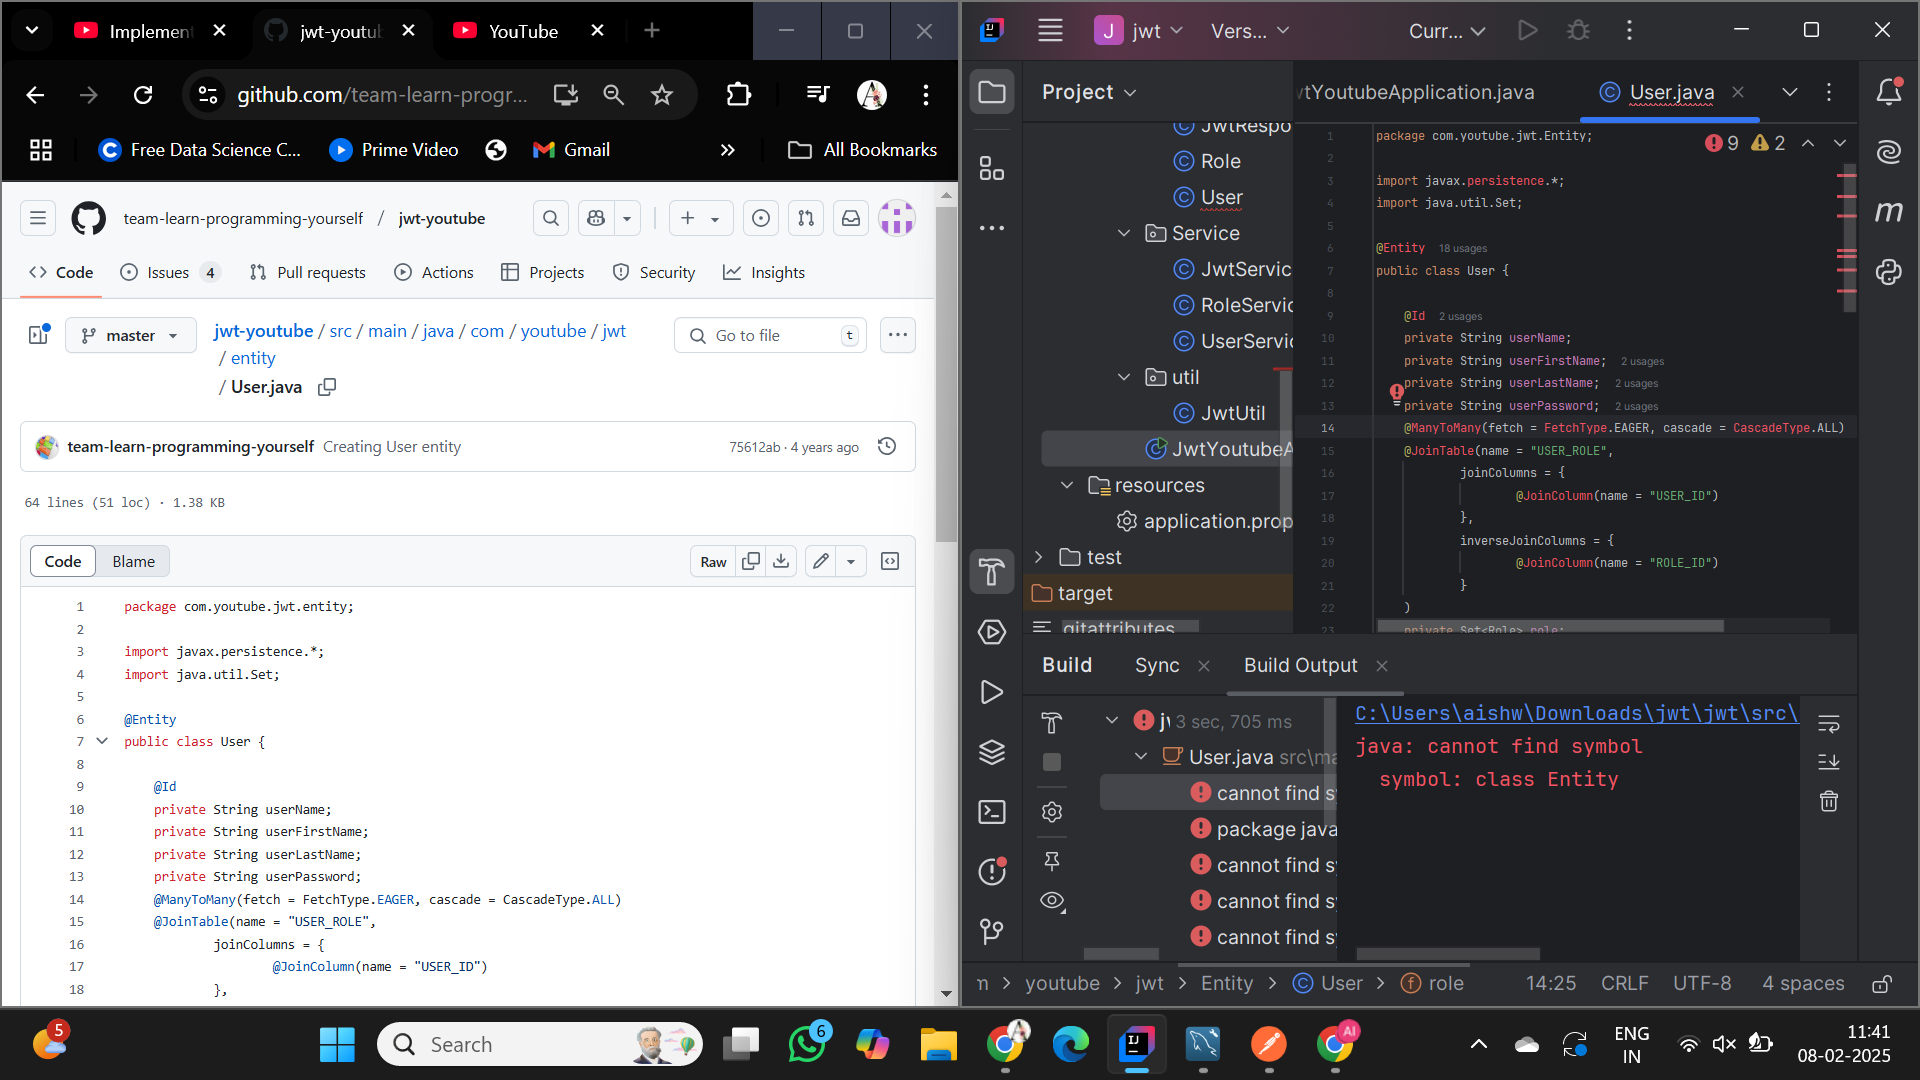 Implement
jwt-youtub
YouTube
github.com/team-learn-progr...
Free Data Science C...
Prime Video
Gmail
All Bookmarks
team-learn-programming-yourself / jwt-youtube
Code
Issues 4
Pull requests
Actions
Projects
Security
Insights
master
jwt-youtube / src / main / java / com / youtube / jwt
/ entity
/ User.java
Go to file
t
team-learn-programming-yourself Creating User entity
75612ab · 4 years ago
64 lines (51 loc) · 1.38 KB
Code
Blame
Raw
1 package com.youtube.jwt.entity;
2
3 import javax.persistence.*;
4 import java.util.Set;
5
6 @Entity
7 public class User {
8
9 @Id
10 private String userName;
11 private String userFirstName;
12 private String userLastName;
13 private String userPassword;
14 @ManyToMany(fetch = FetchType.EAGER, cascade = CascadeType.ALL)
15 @JoinTable(name = "USER_ROLE",
16 joinColumns = {
17 @JoinColumn(name = "USER_ID")
18 },
J
jwt
Vers...
Curr...
Project
JwtRespo
Role
User
Service
JwtServic
RoleServic
UserServic
util
JwtUtil
JwtYoutubeA
resources
application.prop
test
target
gitattributes
tYoutubeApplication.java
User.java
9
2
1 package com.youtube.jwt.Entity;
2
3 import javax.persistence.*;
4 import java.util.Set;
5
6 @Entity 18 usages
7 public class User {
8
9 @Id 2 usages
10 private String userName;
11 private String userFirstName; 2 usages
12 private String userLastName; 2 usages
13 private String userPassword; 2 usages
14 @ManyToMany(fetch = FetchType.EAGER, cascade = CascadeType.ALL)
15 @JoinTable(name = "USER_ROLE",
16 joinColumns = {
17 @JoinColumn(name = "USER_ID")
18 },
19 inverseJoinColumns = {
20 @JoinColumn(name = "ROLE_ID")
21 }
22 )
23 private Set<Role> role;
Build
Sync
Build Output
3 sec, 705 ms
User.java src\ma
cannot find s
package java
cannot find s
cannot find s
cannot find s
C:\Users\aishw\Downloads\jwt\jwt\src\
java: cannot find symbol
symbol: class Entity
m > youtube > jwt > Entity > User > role
14:25
CRLF
UTF-8
4 spaces
5
Search
6
AI
ENG
IN
11:41
08-02-2025